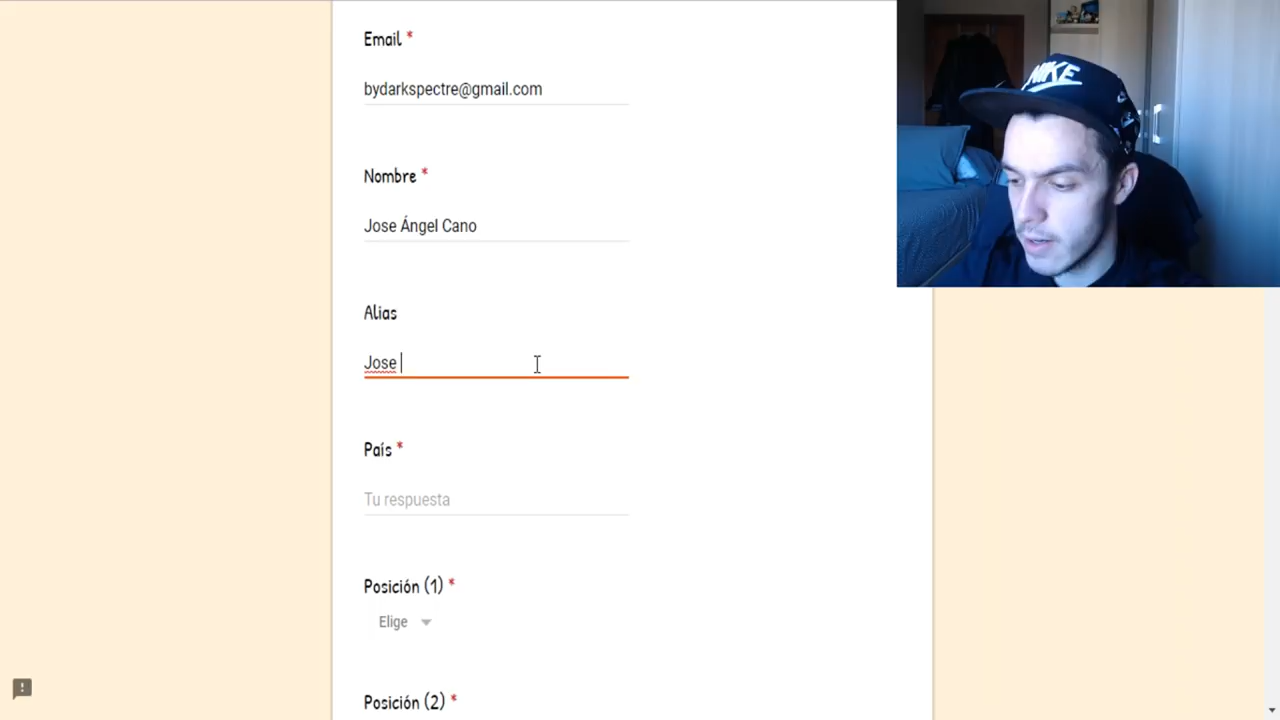 Email *
bydarkspectre@gmail.com
Nombre *
Jose Ángel Cano
Alias
Jose
País *
Tu respuesta
Posición (1) *
Elige
Posición (2) *
NIKE